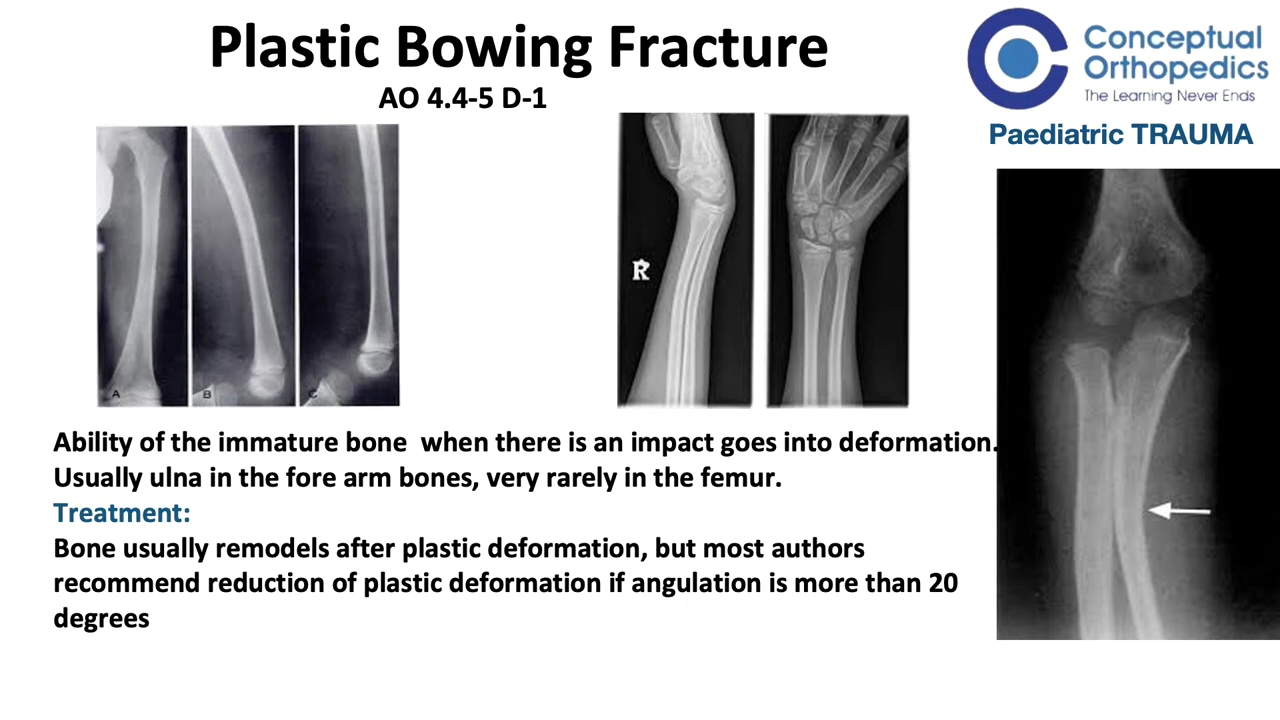 Plastic Bowing Fracture
AO 4.4-5 D-1
Conceptual
Orthopedics
The Learning Never Ends
Paediatric TRAUMA
A
B
C
R
Ability of the immature bone  when there is an impact goes into deformation.
Usually ulna in the fore arm bones, very rarely in the femur.
Treatment:
Bone usually remodels after plastic deformation, but most authors
recommend reduction of plastic deformation if angulation is more than 20
degrees